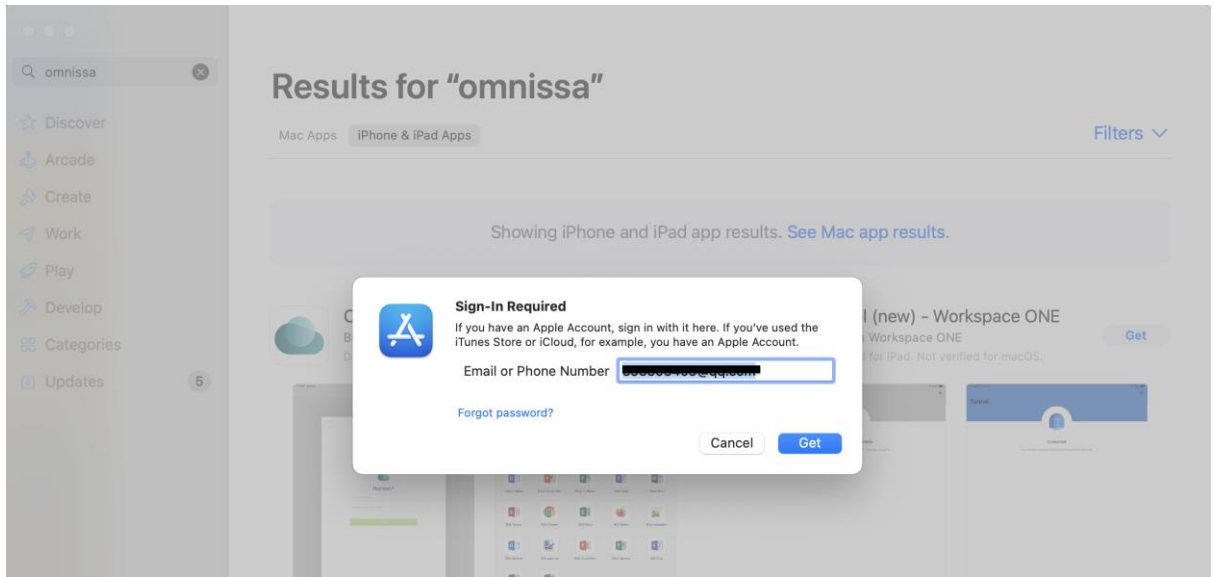 omnissa
Discover
Arcade
Create
Work
Play
Develop
Categories
Updates 5
Results for “omnissa”
Mac Apps iPhone & iPad Apps
Filters
Showing iPhone and iPad app results. See Mac app results.
Sign-In Required
If you have an Apple Account, sign in with it here. If you’ve used the
iTunes Store or iCloud, for example, you have an Apple Account.
Email or Phone Number
Forgot password?
Cancel Get
(new) - Workspace ONE
Workspace ONE
for iPad. Not verified for macOS.
Get